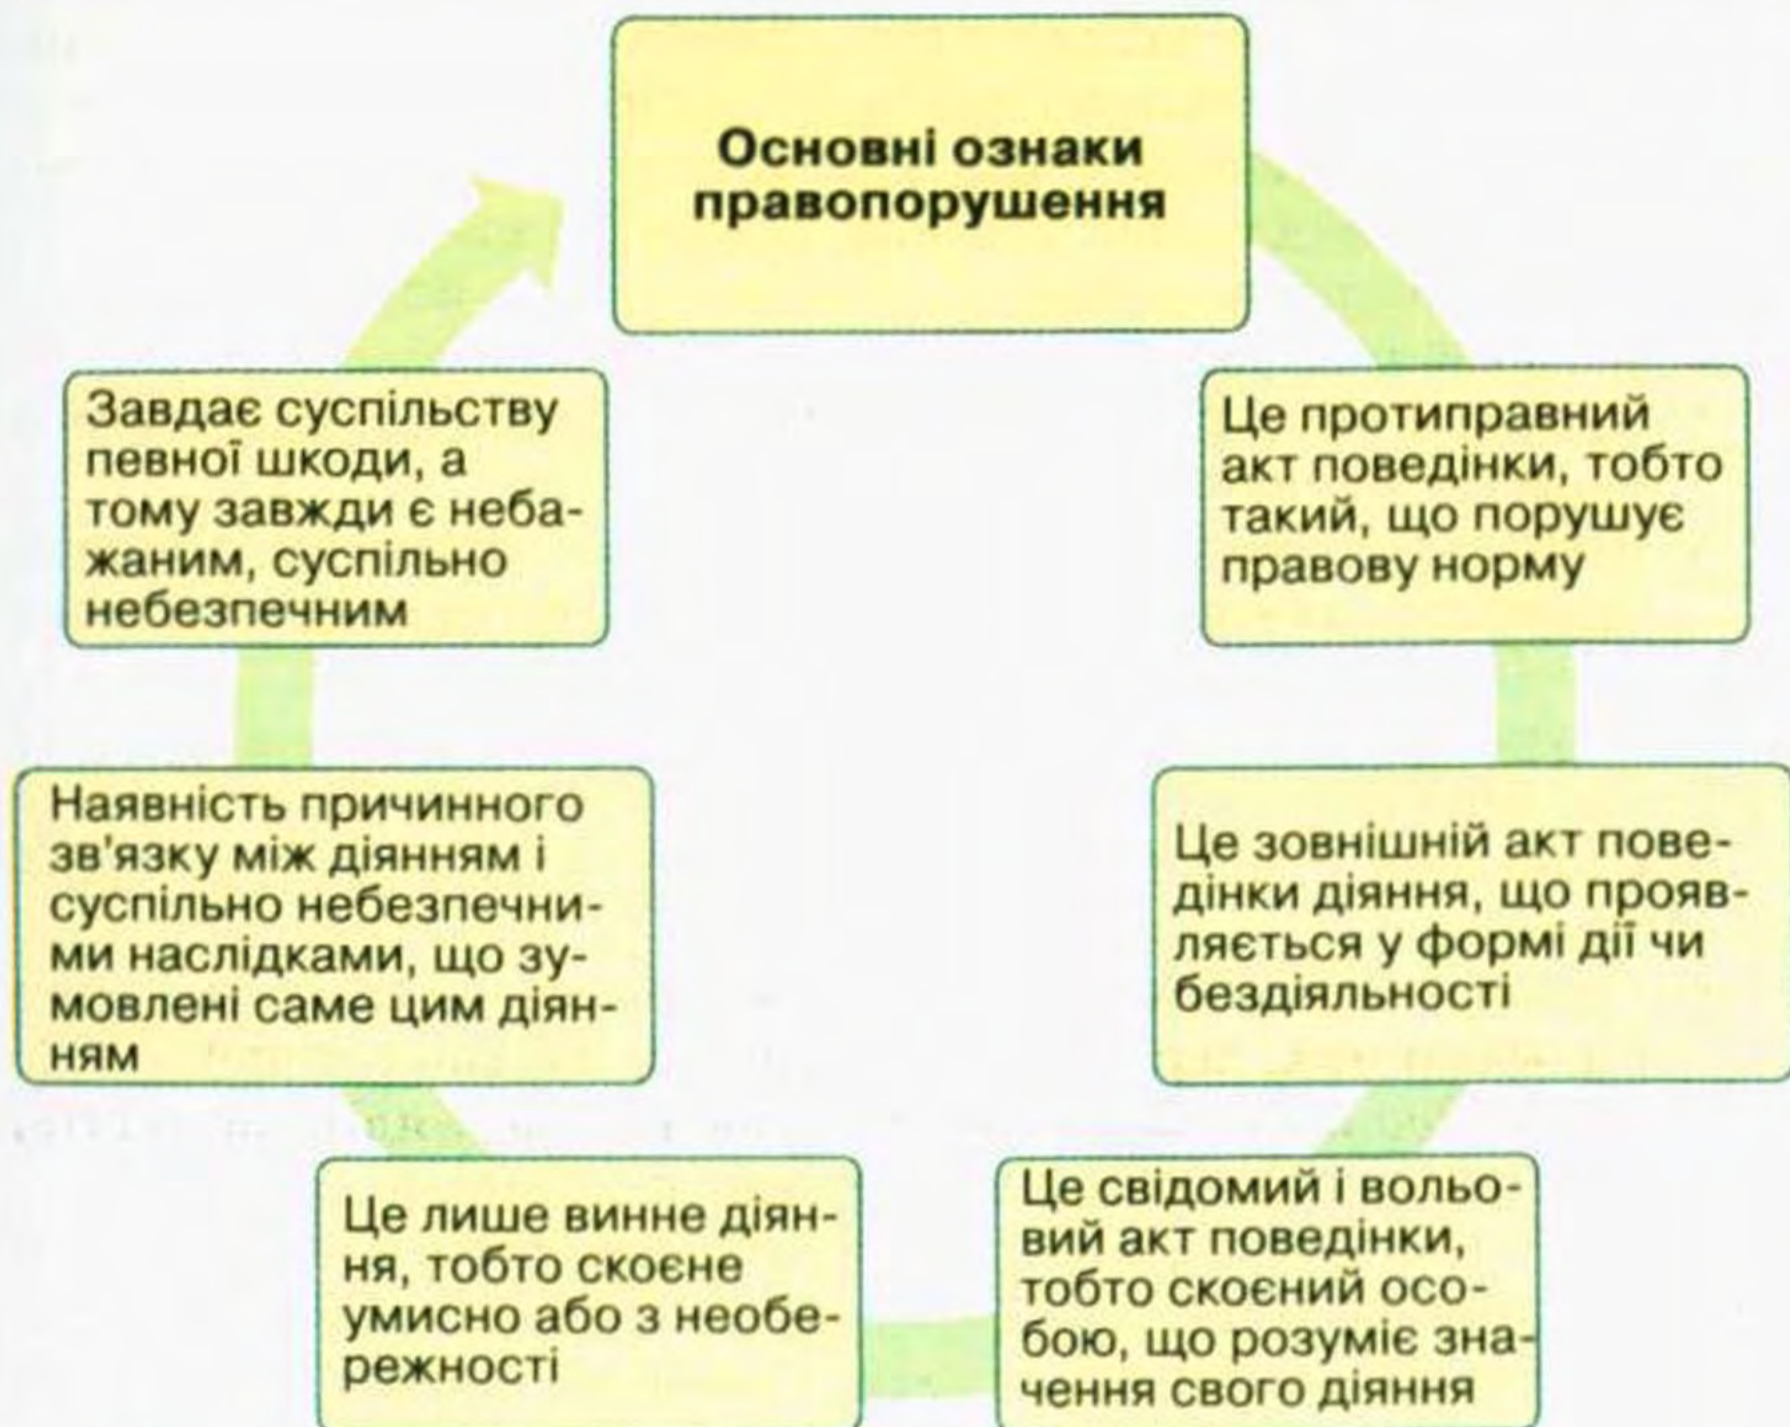 Основні ознаки
правопорушення
Це протиправний
акт поведінки, тобто
такий, що порушує
правову норму
Це зовнішній акт пове-
дінки діяння, що прояв-
ляється у формі дії чи
бездіяльності
Це свідомий і вольо-
вий акт поведінки,
тобто скоєний осо-
бою, що розуміє зна-
чення свого діяння
Це лише винне діян-
ня, тобто скоєне
умисно або з необе-
режності
Наявність причинного
зв'язку між діянням і
суспільно небезпечни-
ми наслідками, що зу-
мовлені саме цим діян-
ням
Завдає суспільству
певної шкоди, а
тому завжди є неба-
жаним, суспільно
небезпечним